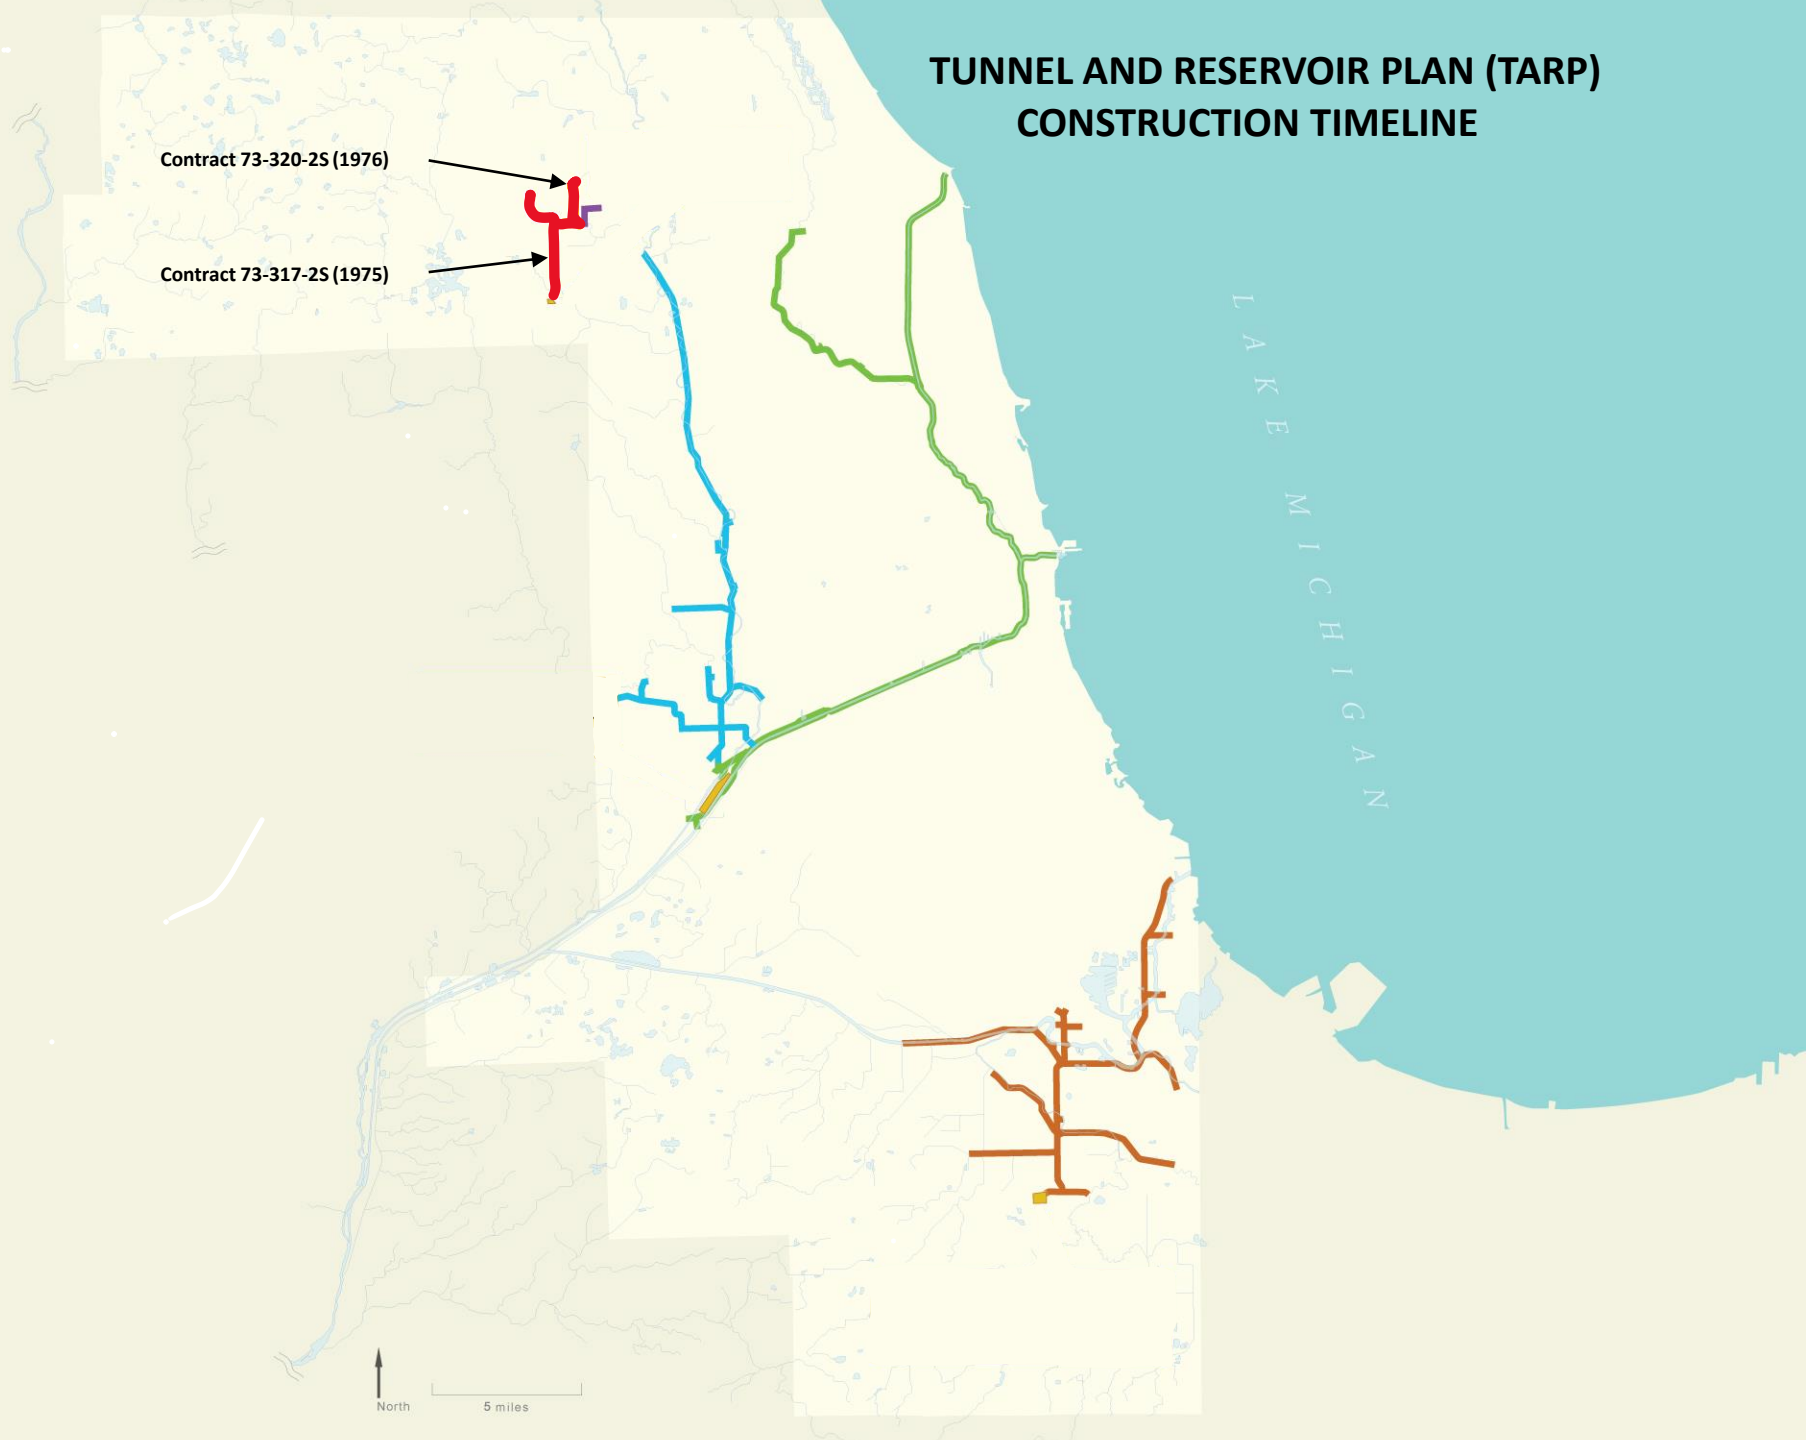 TUNNEL AND RESERVOIR PLAN (TARP)
CONSTRUCTION TIMELINE
Contract 73-320-2S (1976)
Contract 73-317-2S (1975)
LAKE MICHIGAN
North
5 miles